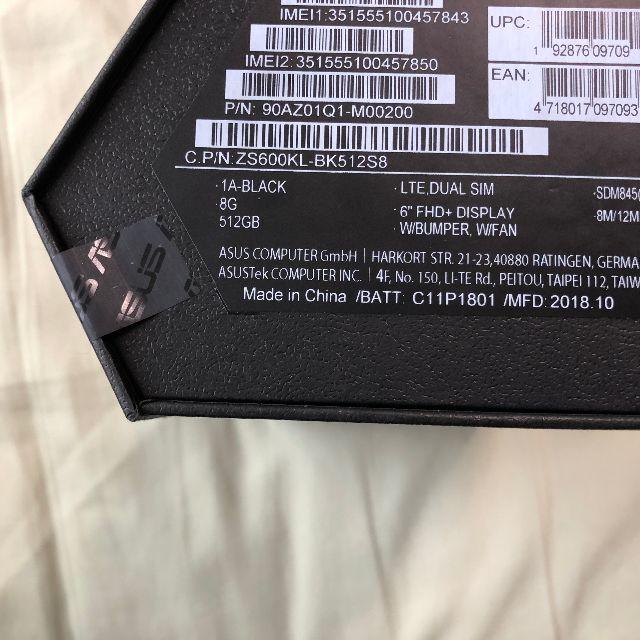 IMEI1:351555100457843
IMEI2: 351555100457850
P/N: 90AZ01Q1-M00200
C.P/N.ZS600KL-BK512S8
UPC:
1 92876 09709
EAN:
4 718017 097093
·1A-BLACK
·8G
·512GB
·LTE,DUAL SIM
·6" FHD+ DISPLAY
·W/BUMPER, W/FAN
·SDM845(
·8M/12M
ASUS COMPUTER GmbH | HARKORT STR. 21-23,40880 RATINGEN, GERMA
ASUSTek COMPUTER INC. | 4F, No. 150, LI-TE Rd., PEITOU, TAIPEI 112, TAIW
Made in China /BATT: C11P1801 /MFD: 2018.10